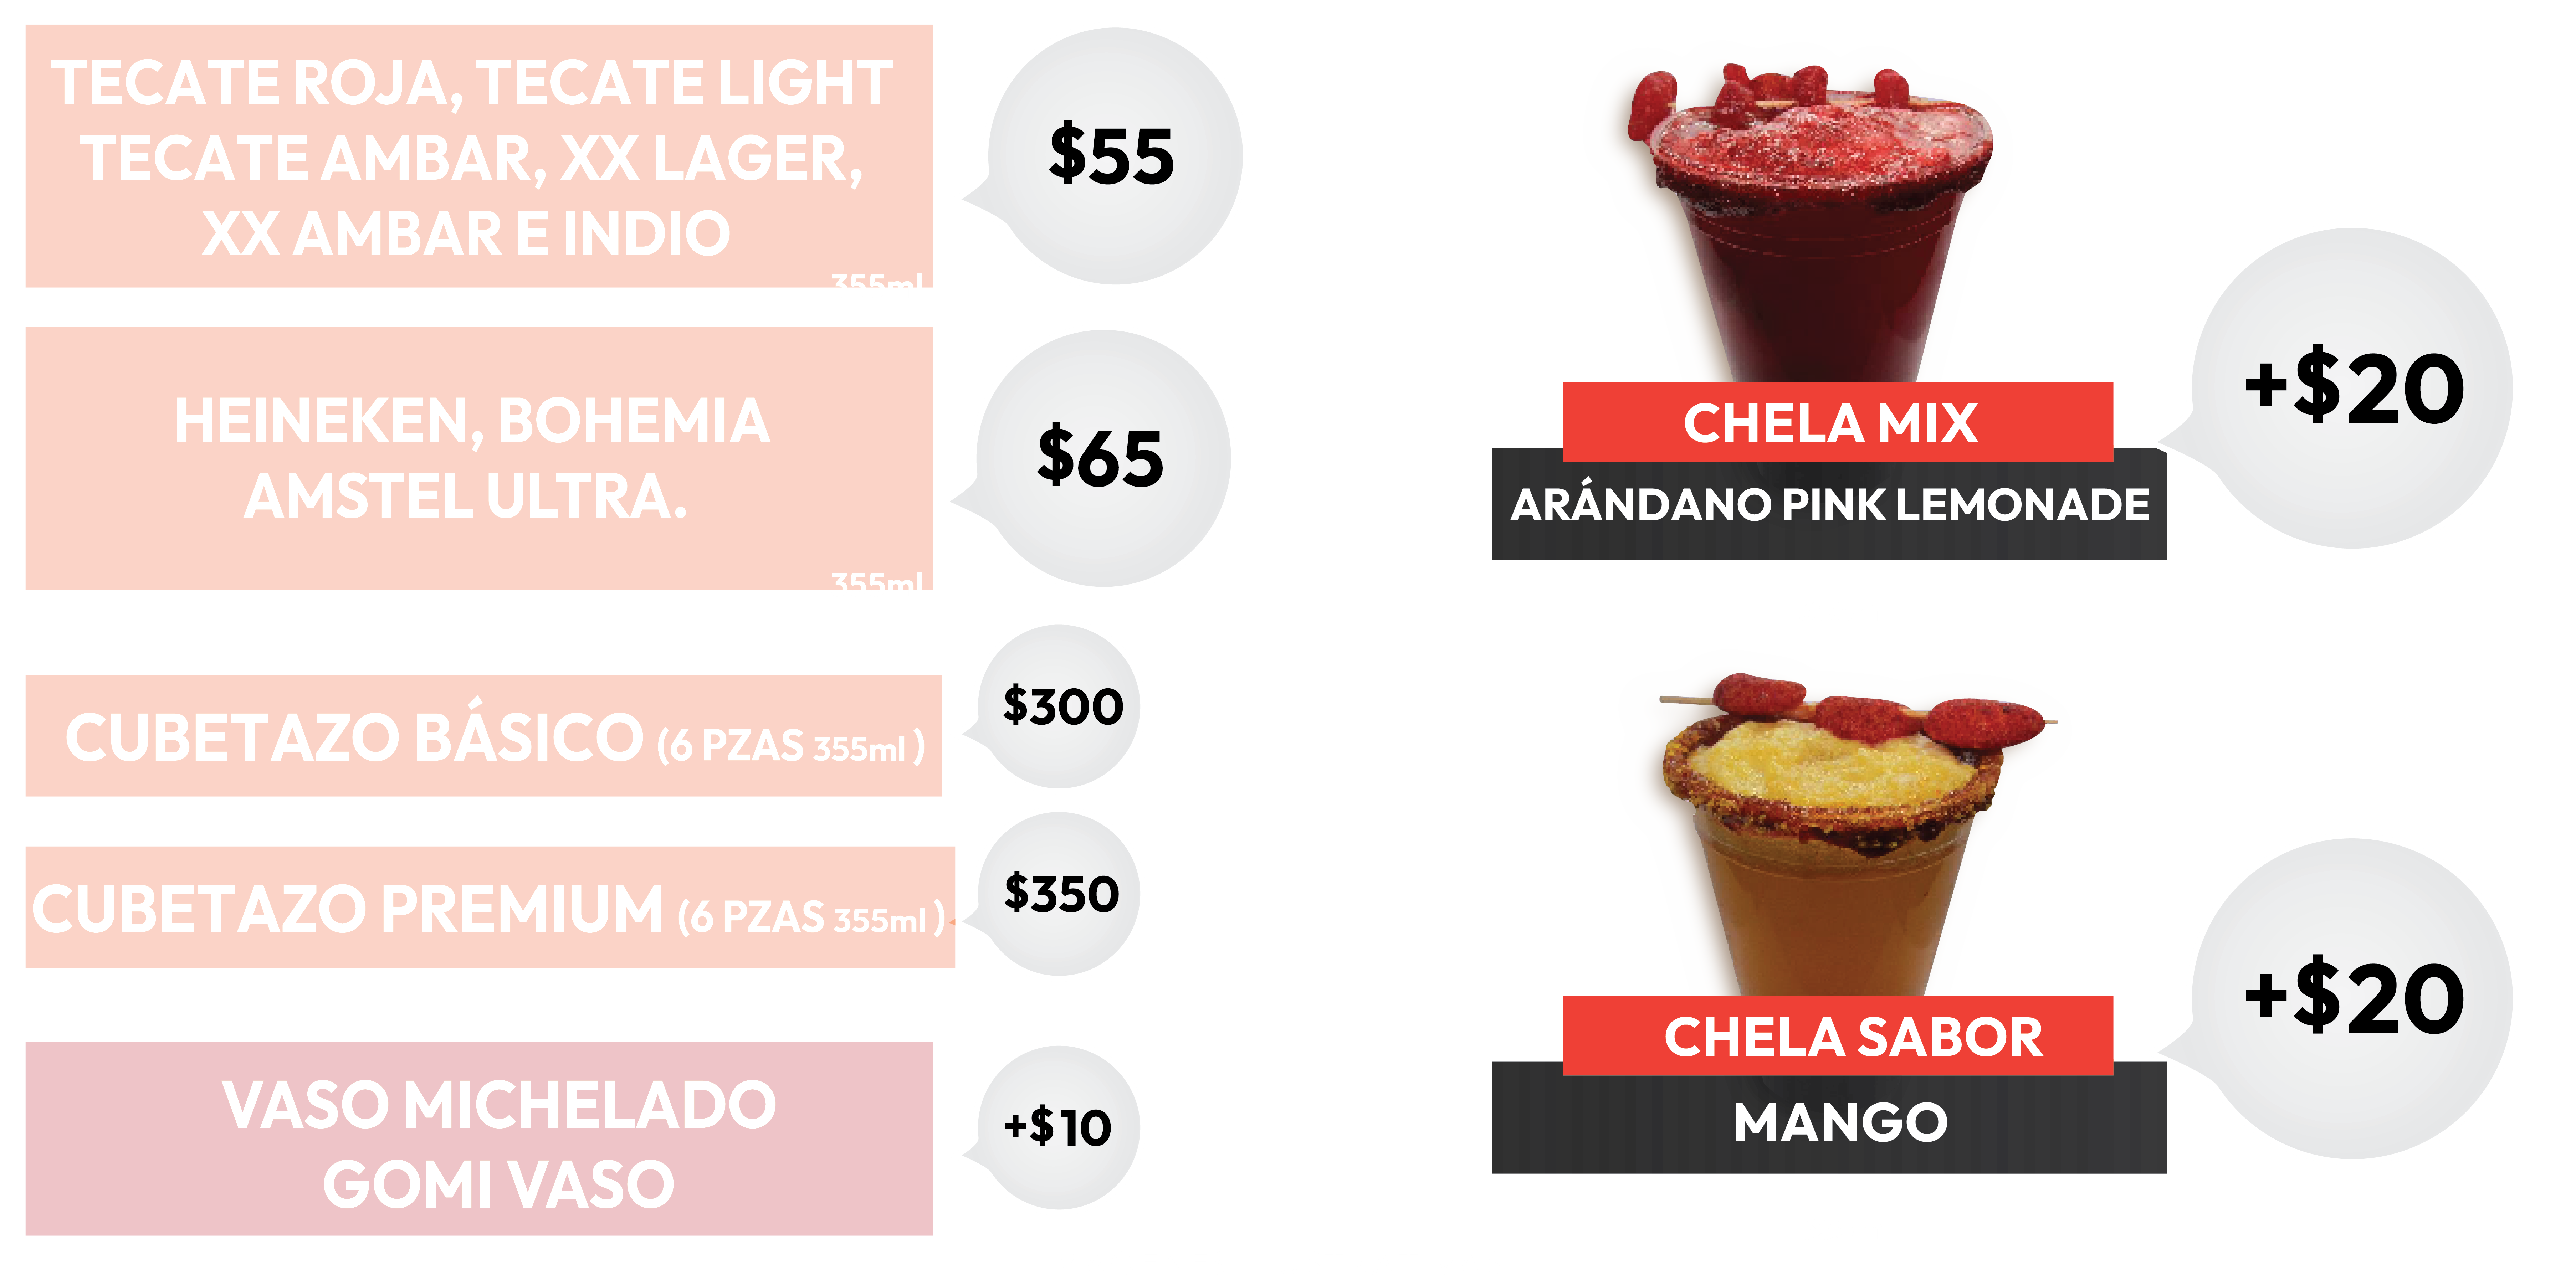 TECATE ROJA, TECATE LIGHT
TECATE AMBAR, XX LAGER,
XX AMBAR E INDIO
355ml
$55
HEINEKEN, BOHEMIA
AMSTEL ULTRA.
355ml
$65
CUBETAZO BÁSICO (6 PZAS 355ml )
$300
CUBETAZO PREMIUM (6 PZAS 355ml )
$350
VASO MICHELADO
GOMI VASO
+$10
CHELA MIX
ARÁNDANO PINK LEMONADE
+$20
CHELA SABOR
MANGO
+$20